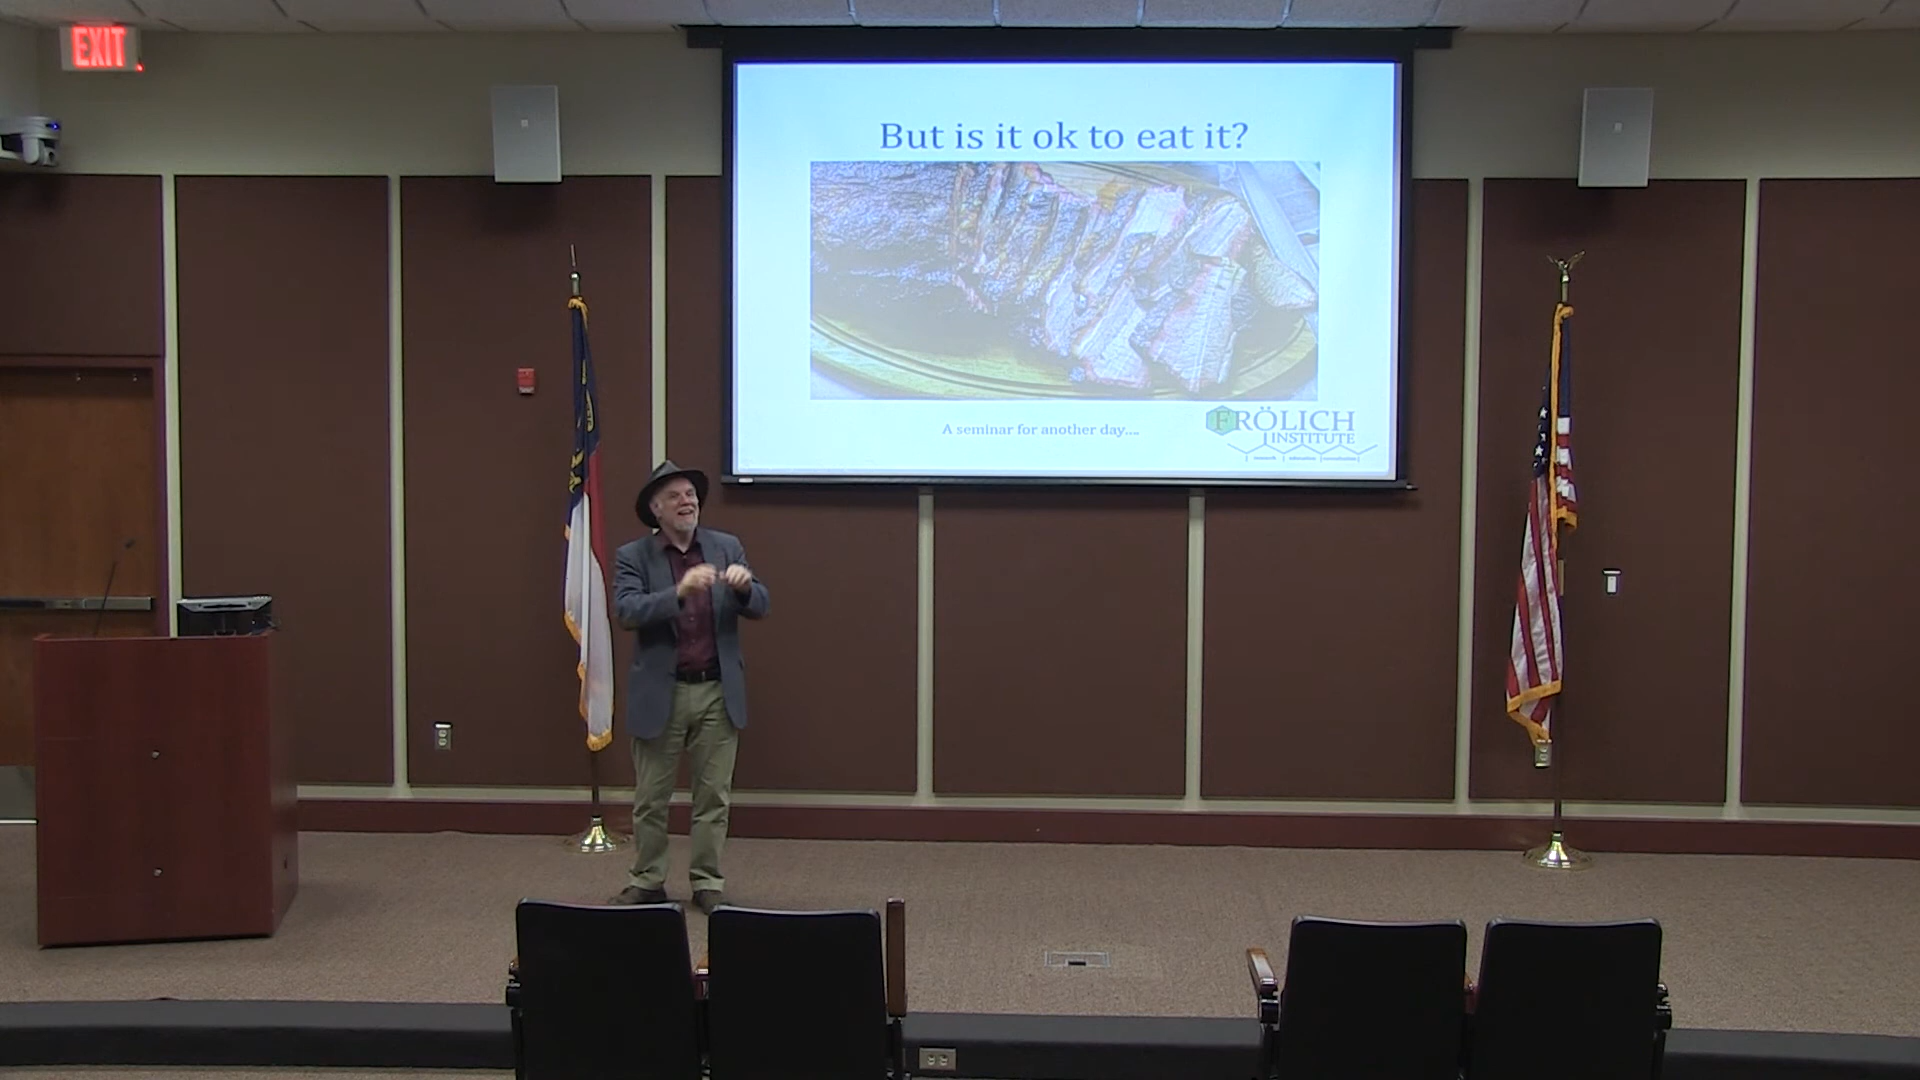 EXIT
But is it ok to eat it?
A seminar for another day....
FRÖLICH
INSTITUTE